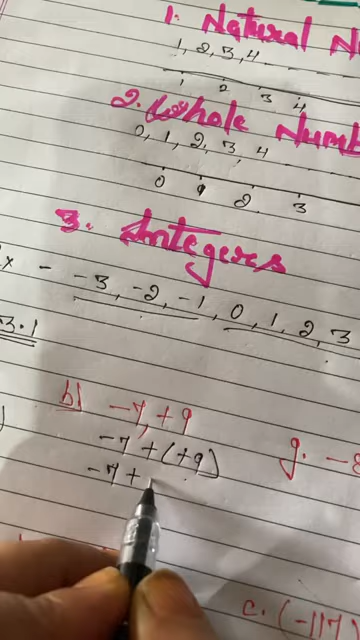 1. Natural Nu
1, 2, 3, 4
1 2 3 4
2. Whole Numb
0, 1, 2, 3, 4
0 1 2 3
3. Integers
x - -3, -2, -1, 0, 1, 2, 3
3.1
b) -7, +9
-7 + (+9)
g. -8
-7 +
c. (-117)